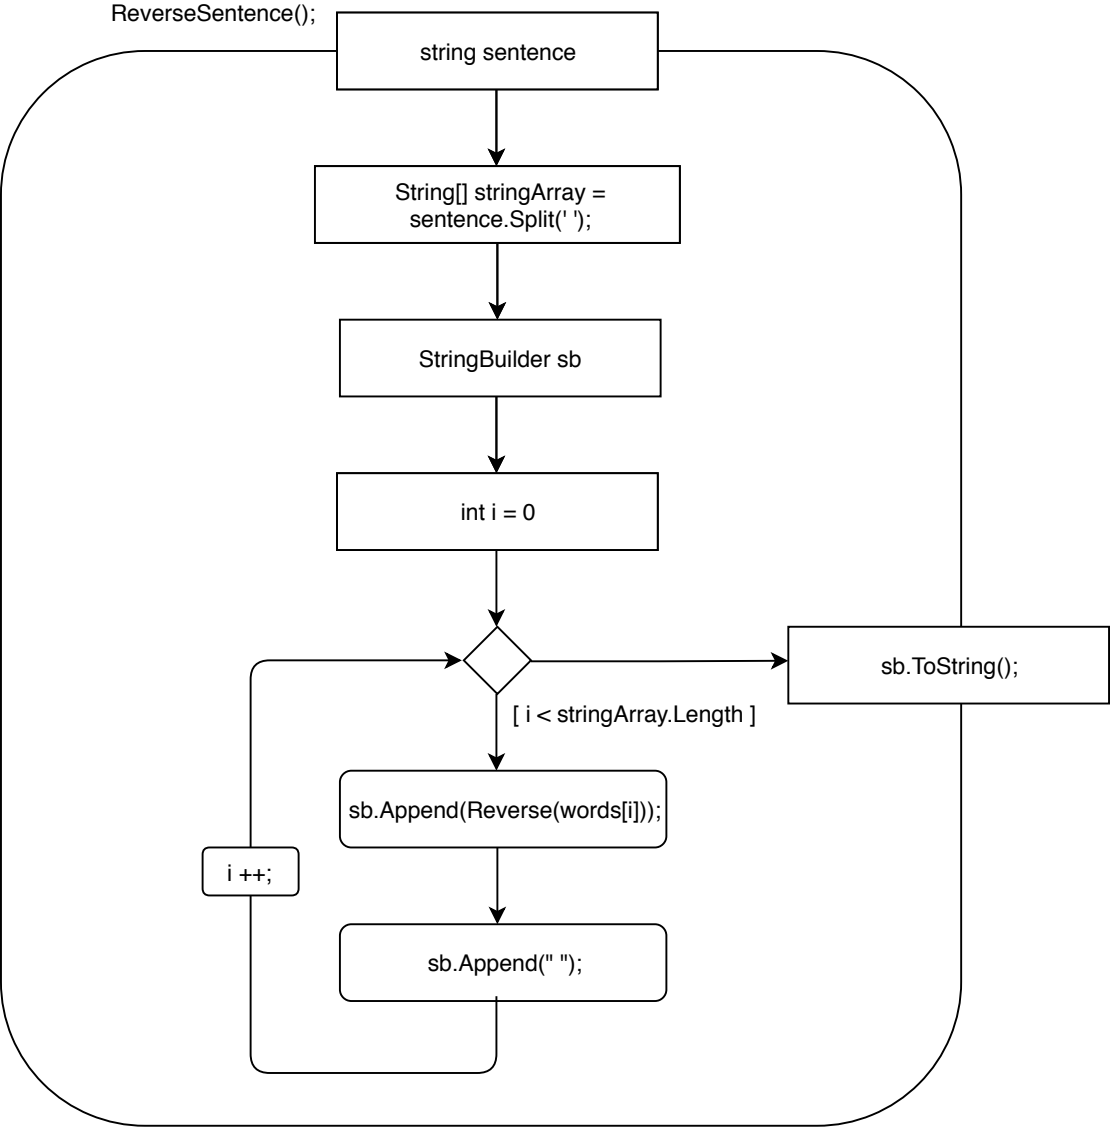 ReverseSentence();
string sentence
String[] stringArray =
sentence.Split(' ');
StringBuilder sb
int i = 0
sb.ToString();
[ i < stringArray.Length ]
sb.Append(Reverse(words[i]));
i ++;
sb.Append(" ");